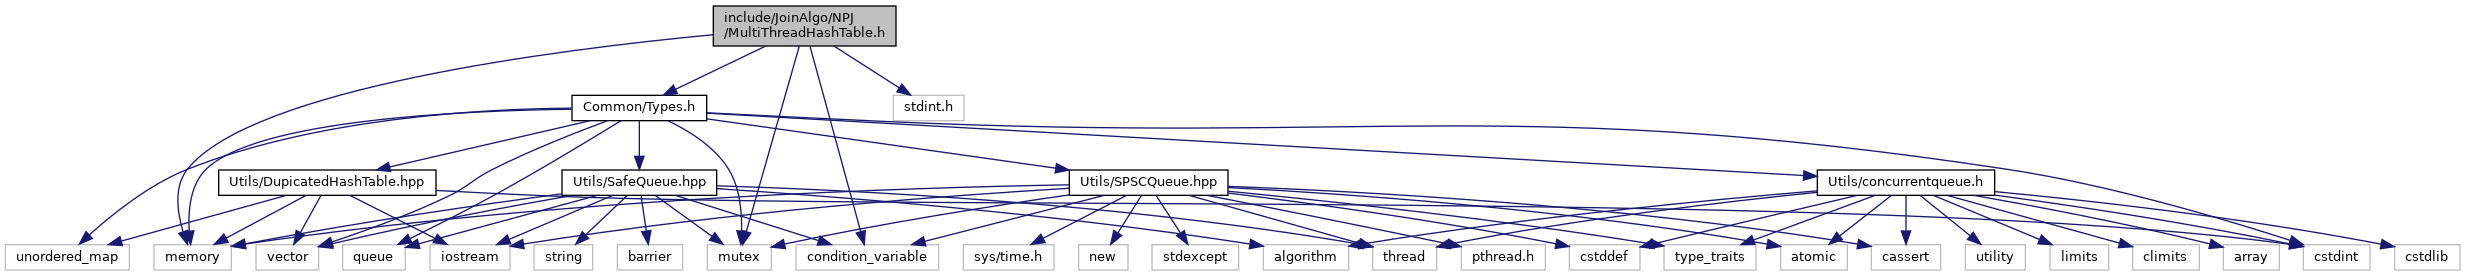 include/JoinAlgo/NPJ
/MultiThreadHashTable.h
Common/Types.h
stdint.h
Utils/DupicatedHashTable.hpp
Utils/SafeQueue.hpp
Utils/SPSCQueue.hpp
Utils/concurrentqueue.h
unordered_map
memory
vector
queue
iostream
string
barrier
mutex
condition_variable
sys/time.h
new
stdexcept
algorithm
thread
pthread.h
cstddef
type_traits
atomic
cassert
utility
limits
climits
array
cstdint
cstdlib